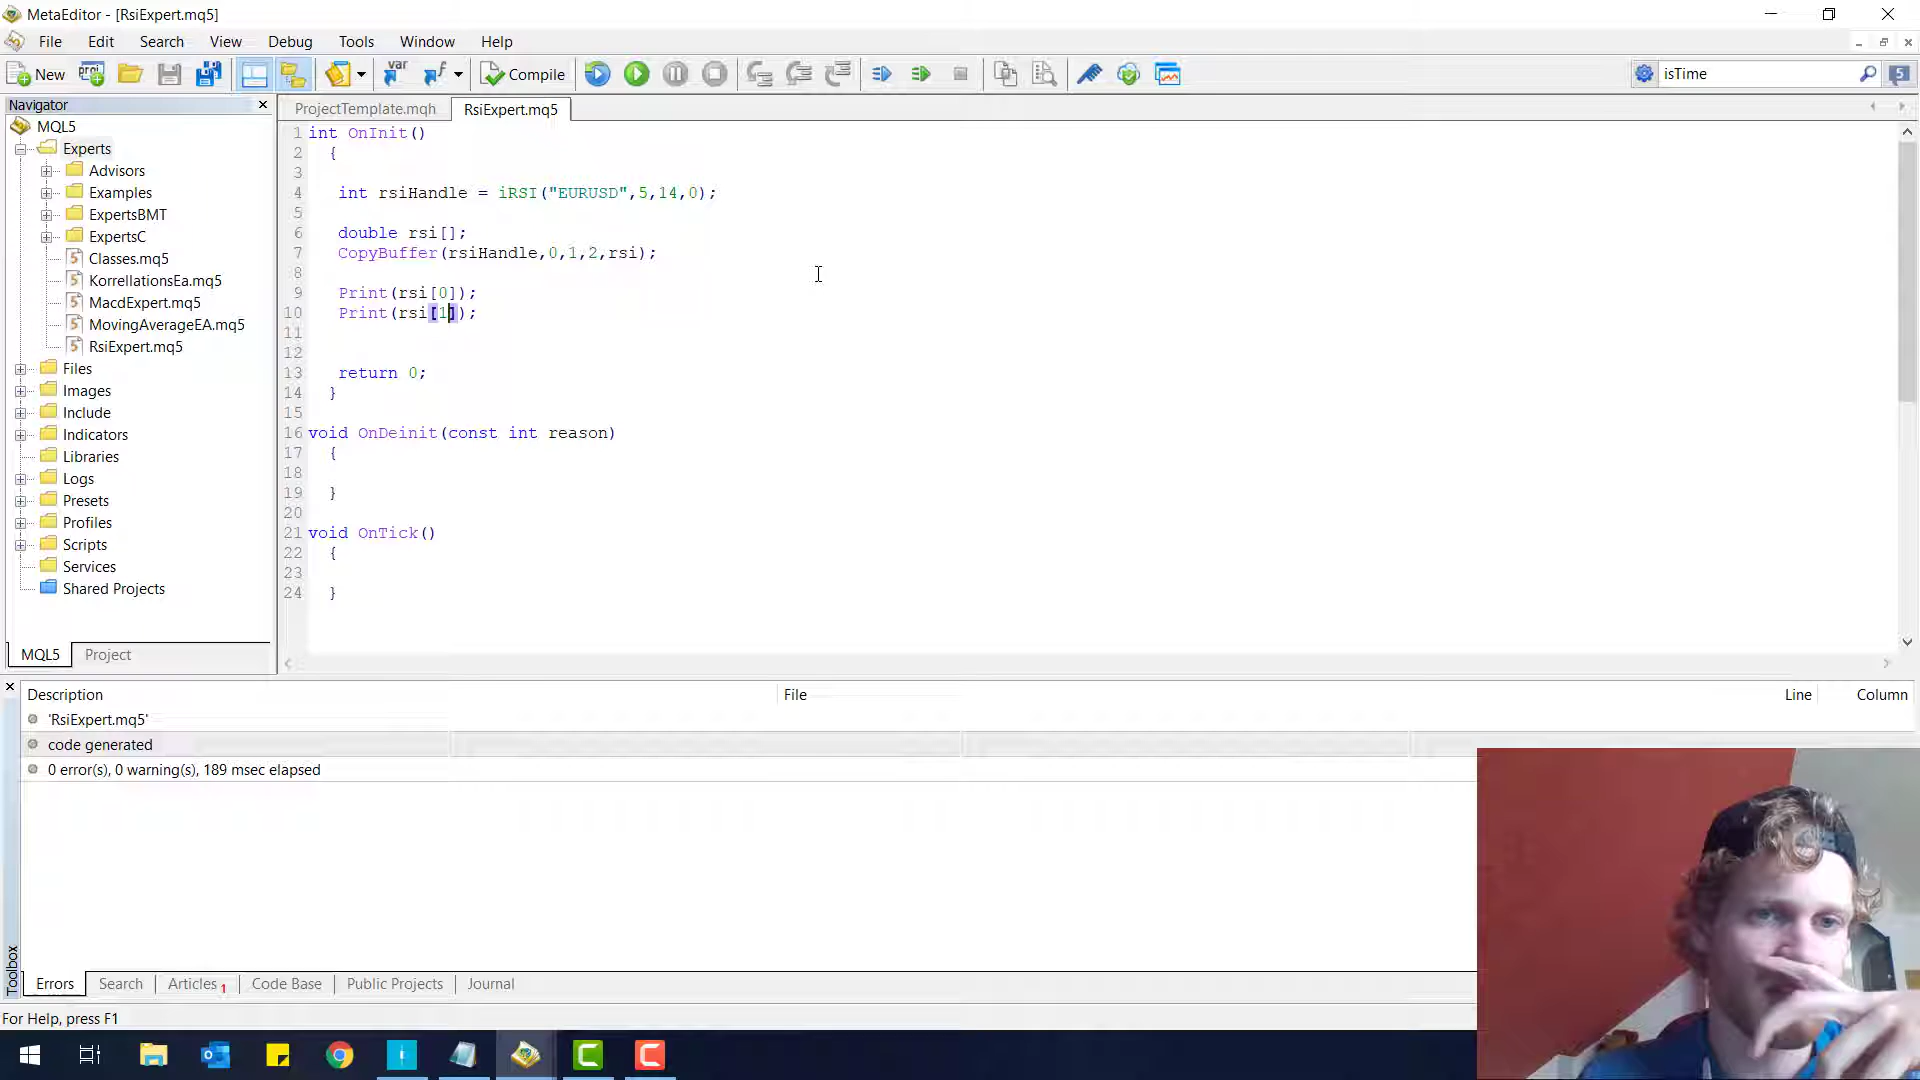 MetaEditor - [RsiExpert.mq5]
File Edit Search View Debug Tools Window Help
New Compile isTime 5
Navigator
MQL5
Experts
Advisors
Examples
ExpertsBMT
ExpertsC
Classes.mq5
KorrellationsEa.mq5
MacdExpert.mq5
MovingAverageEA.mq5
RsiExpert.mq5
Files
Images
Include
Indicators
Libraries
Logs
Presets
Profiles
Scripts
Services
Shared Projects
MQL5 Project
ProjectTemplate.mqh RsiExpert.mq5
1 int OnInit()
2 {
3
4 int rsiHandle = iRSI("EURUSD",5,14,0);
5
6 double rsi[];
7 CopyBuffer(rsiHandle,0,1,2,rsi);
8
9 Print(rsi[0]);
10 Print(rsi[1]);
11
12
13 return 0;
14 }
15
16 void OnDeinit(const int reason)
17 {
18
19 }
20
21 void OnTick()
22 {
23
24 }
Description File Line Column
'RsiExpert.mq5'
code generated
0 error(s), 0 warning(s), 189 msec elapsed
Toolbox
Errors Search Articles 1 Code Base Public Projects Journal
For Help, press F1